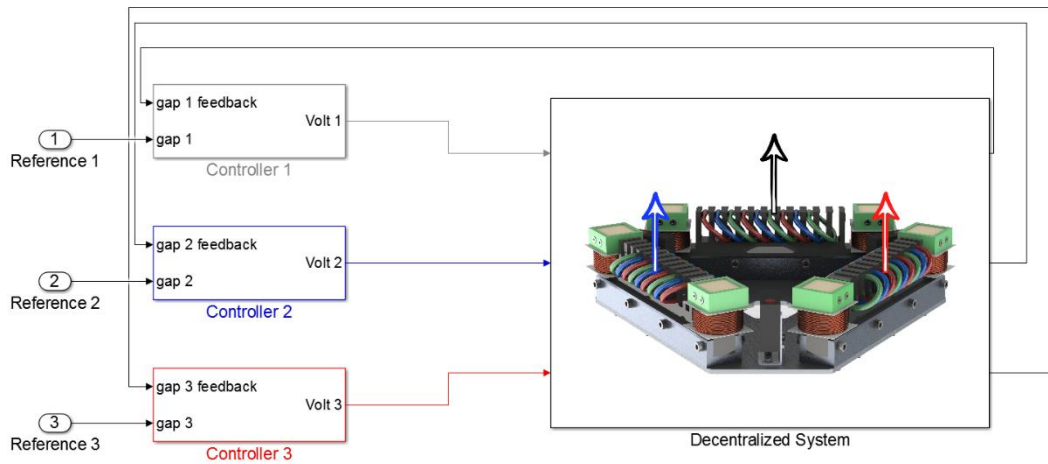 gap 1 feedback
Volt 1
gap 1
1
Reference 1
Controller 1
gap 2 feedback
Volt 2
gap 2
2
Reference 2
Controller 2
gap 3 feedback
Volt 3
gap 3
3
Reference 3
Controller 3
Decentralized System